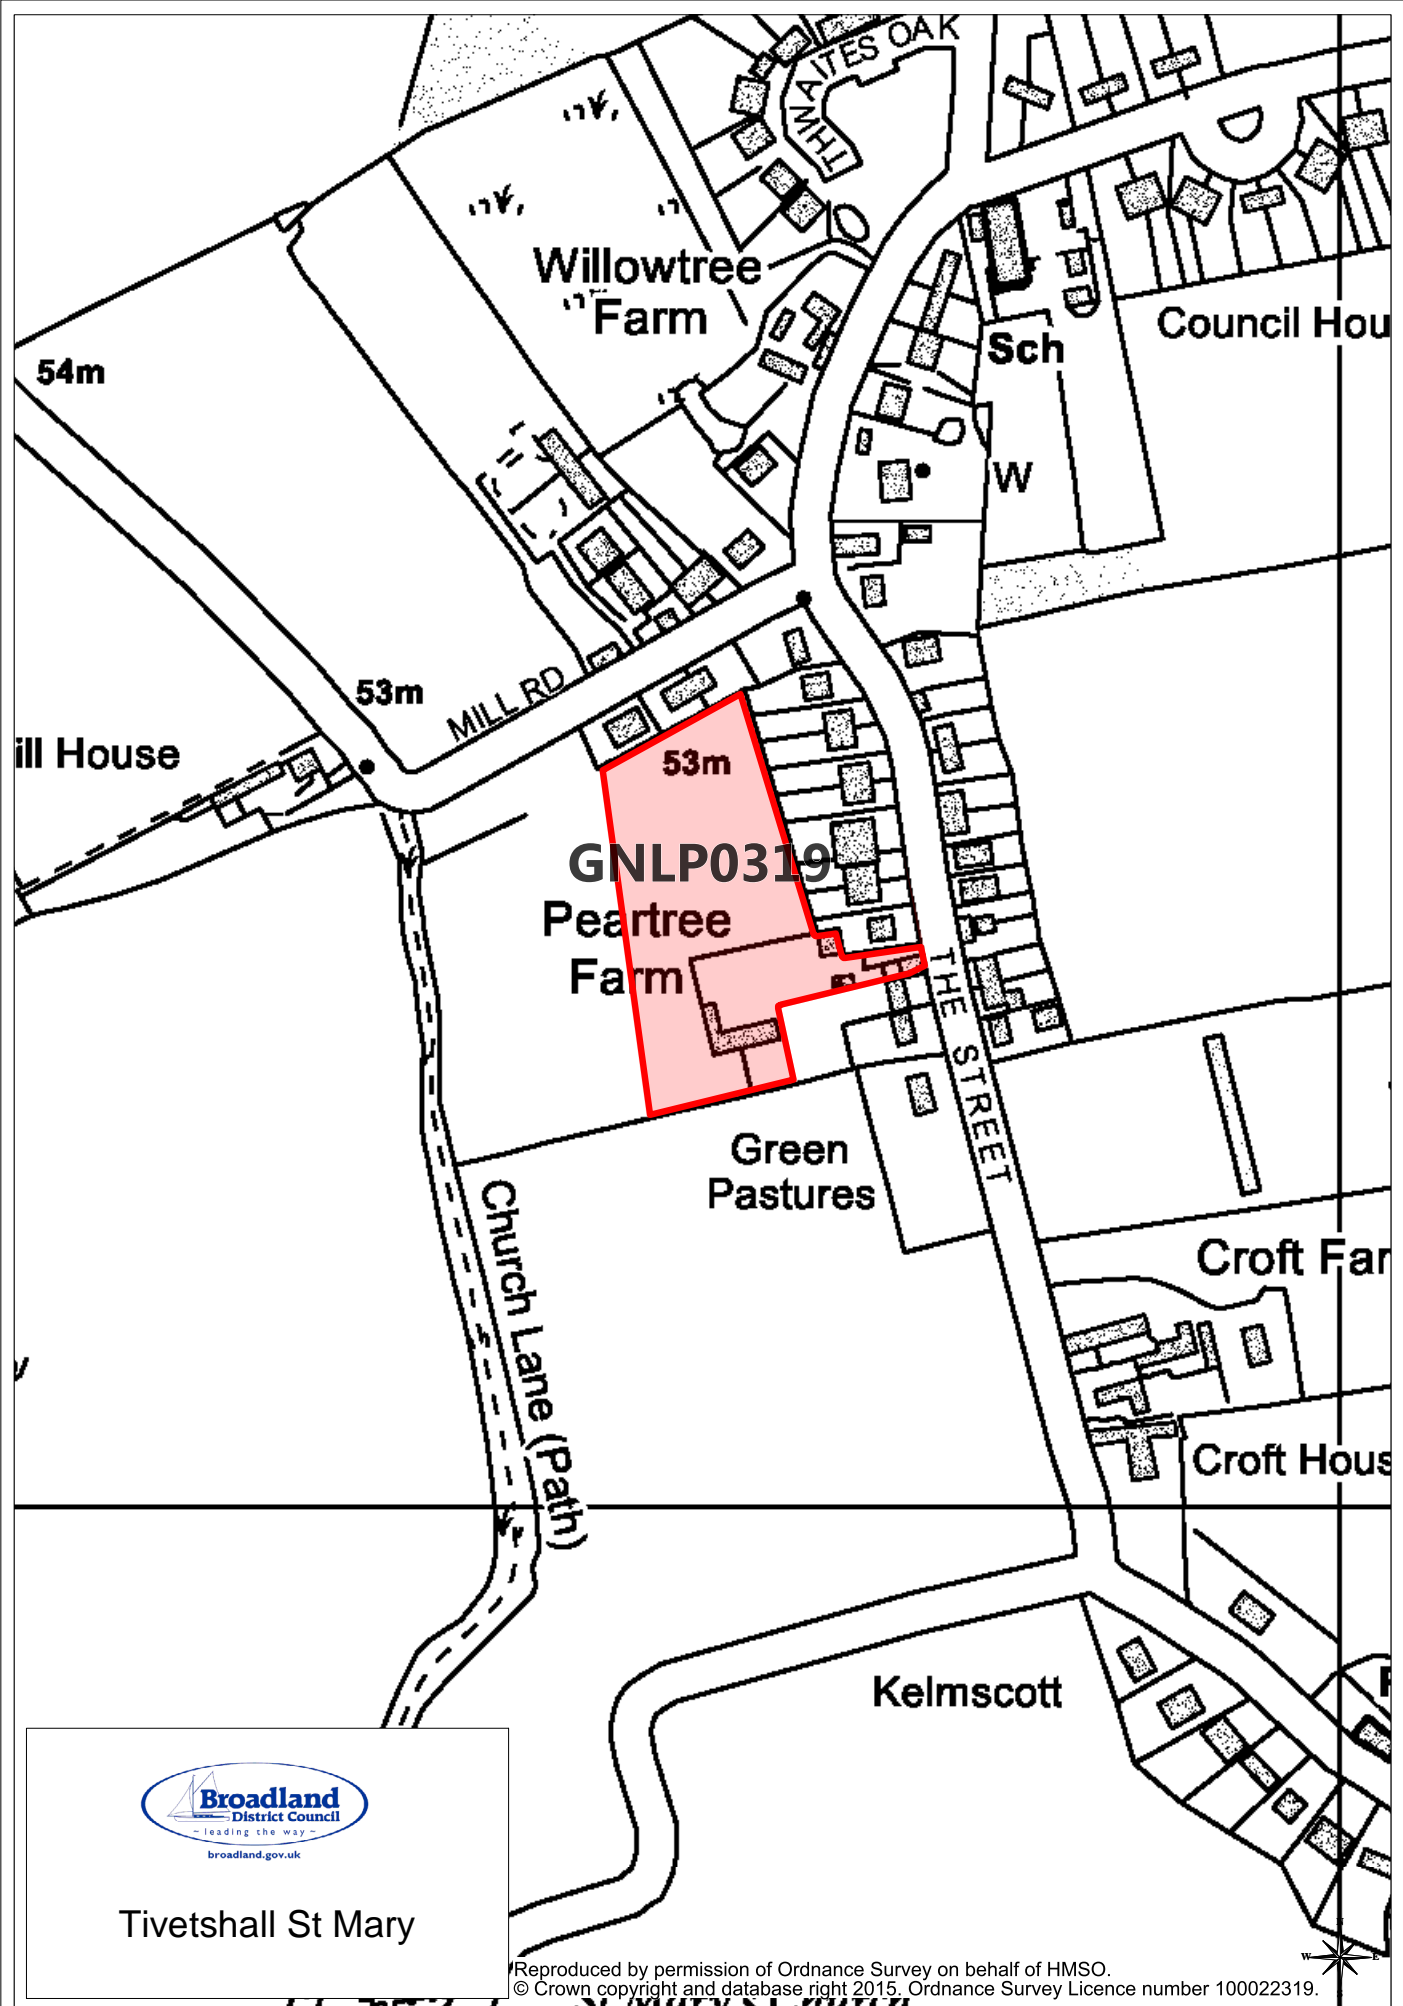 THWAITES OAK
Willowtree
Farm
Council Hou
Sch
54m
W
53m
MILL RD
ill House
53m
GNLP0319
Peartree
Farm
THE STREET
Green
Pastures
Church Lane (Path)
Croft Far
Croft Hous
Kelmscott
Broadland
District Council
~ leading the way ~
broadland.gov.uk
Tivetshall St Mary
W
E
Reproduced by permission of Ordnance Survey on behalf of HMSO.
© Crown copyright and database right 2015. Ordnance Survey Licence number 100022319.
St Mary's Church